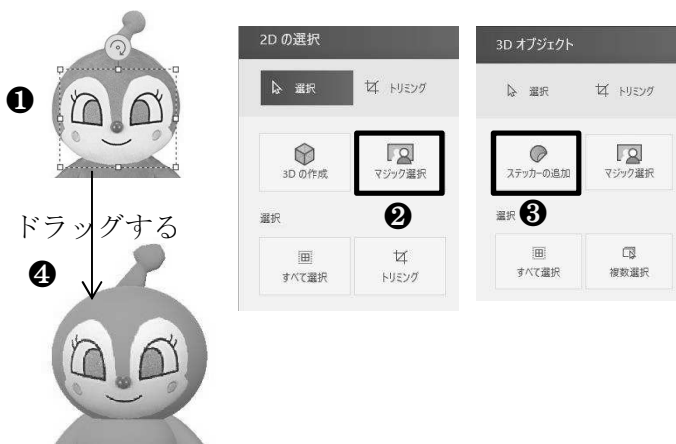 ❶
ドラッグする
❹
2D の選択
選択 トリミング
3D の作成 マジック選択
❷
選択
すべて選択 トリミング
3D オブジェクト
選択 トリミング
ステッカーの追加 マジック選択
選択 ❸
すべて選択 複数選択